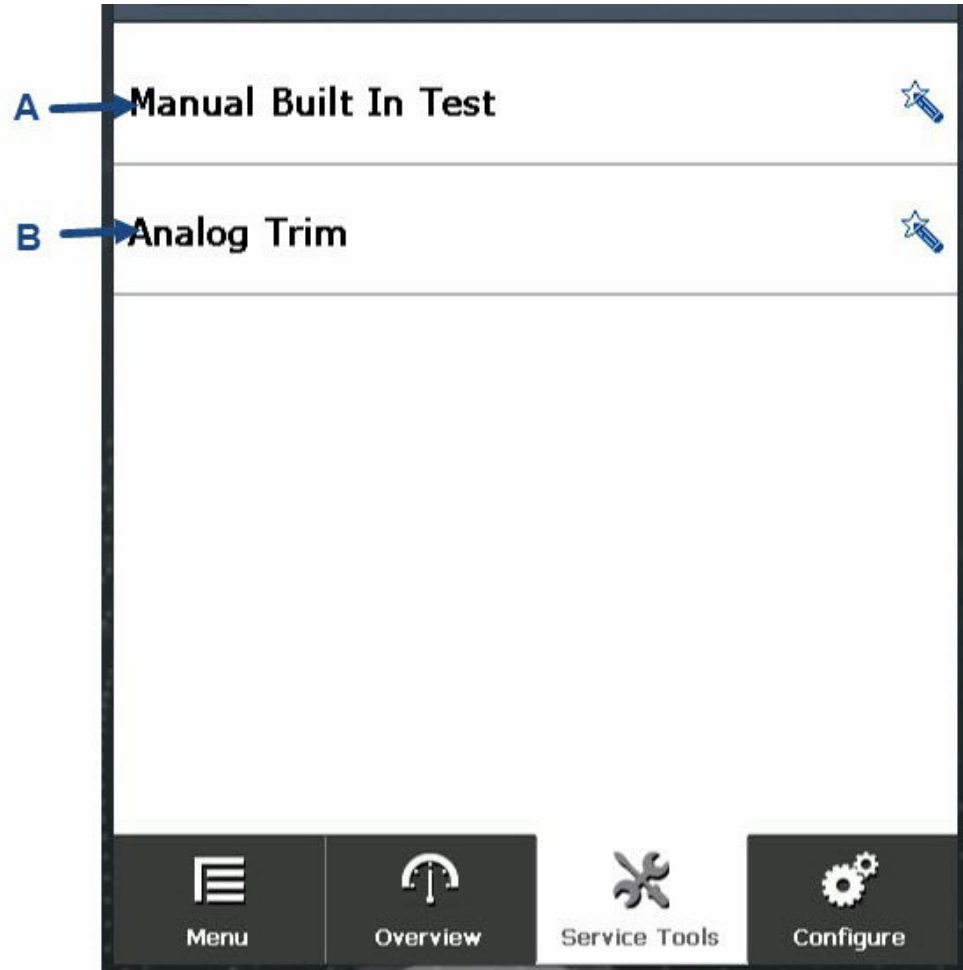 A Manual Built In Test
B Analog Trim
Menu Overview Service Tools Configure